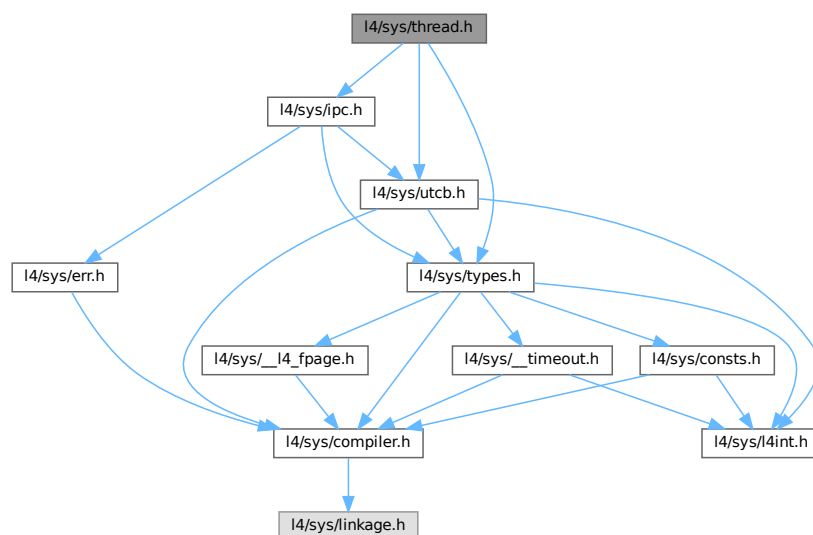 l4/sys/thread.h
l4/sys/ipc.h
l4/sys/utcb.h
l4/sys/err.h
l4/sys/types.h
l4/sys/__l4_fpage.h
l4/sys/__timeout.h
l4/sys/consts.h
l4/sys/compiler.h
l4/sys/l4int.h
l4/sys/linkage.h